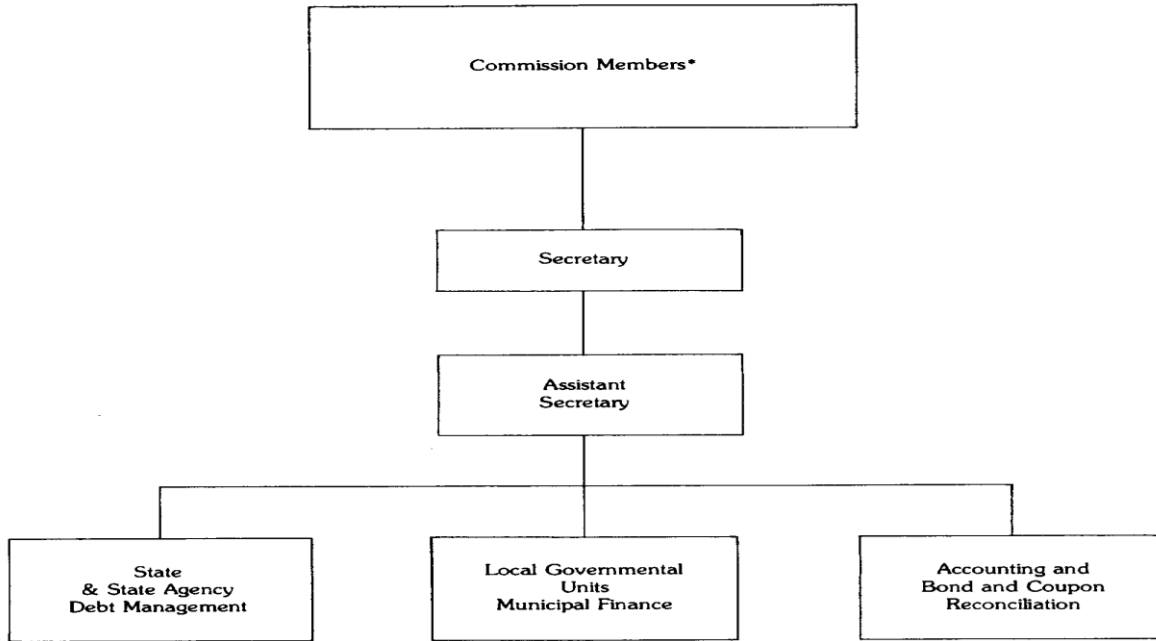 Commission Members*
Secretary
Assistant
Secretary
State
& State Agency
Debt Management
Local Governmental
Units
Municipal Finance
Accounting and
Bond and Coupon
Reconciliation